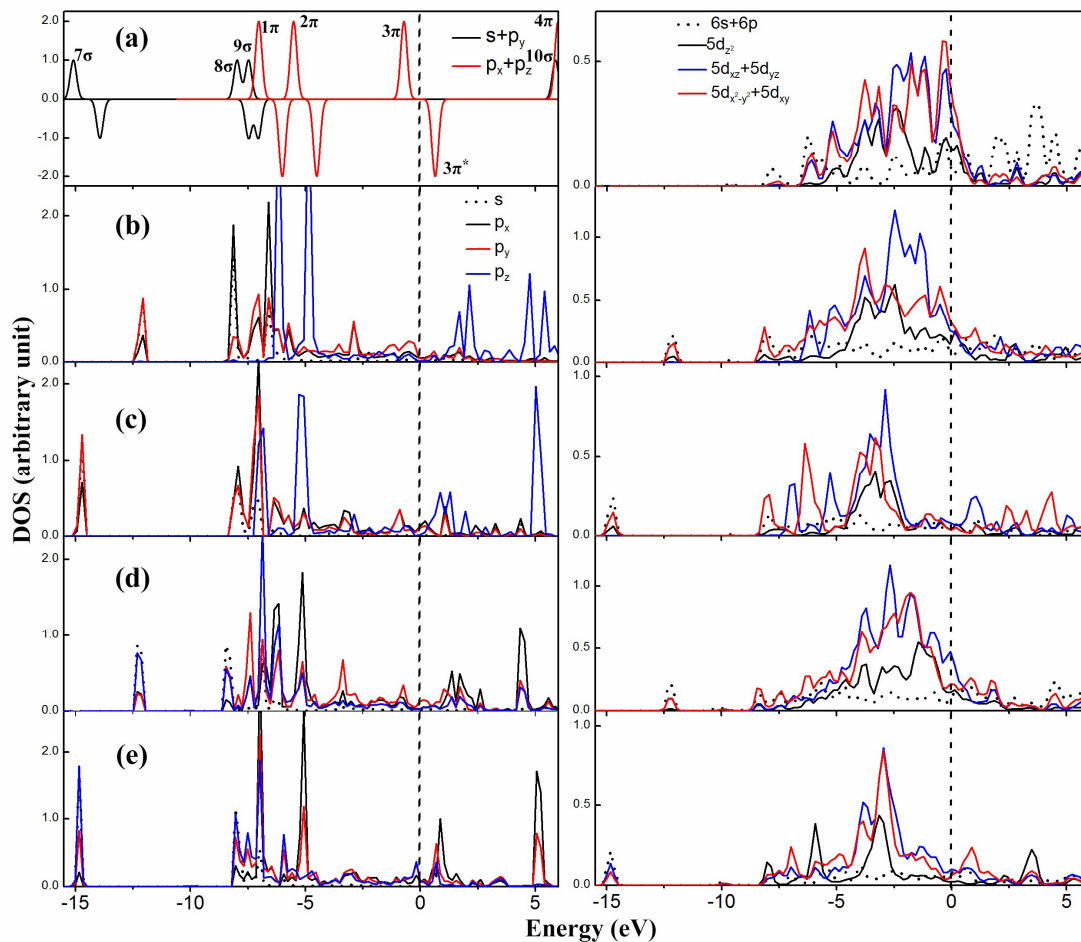 (a)
7σ
8σ
9σ
1π
2π
3π
3π*
4π
10σ
s+py
px+pz
2.0
1.0
0.0
-1.0
-2.0
6s+6p
5dz²
5dxz+5dyz
5dx²-y²+5dxy
0.5
0.0
(b)
s
px
py
pz
2.0
1.0
0.0
1.0
0.5
0.0
(c)
2.0
1.0
0.0
1.0
0.5
0.0
(d)
2.0
1.0
0.0
1.0
0.5
0.0
(e)
2.0
1.0
0.0
1.0
0.5
0.0
-15 -10 -5 0 5
-15 -10 -5 0 5
DOS (arbitrary unit)
Energy (eV)